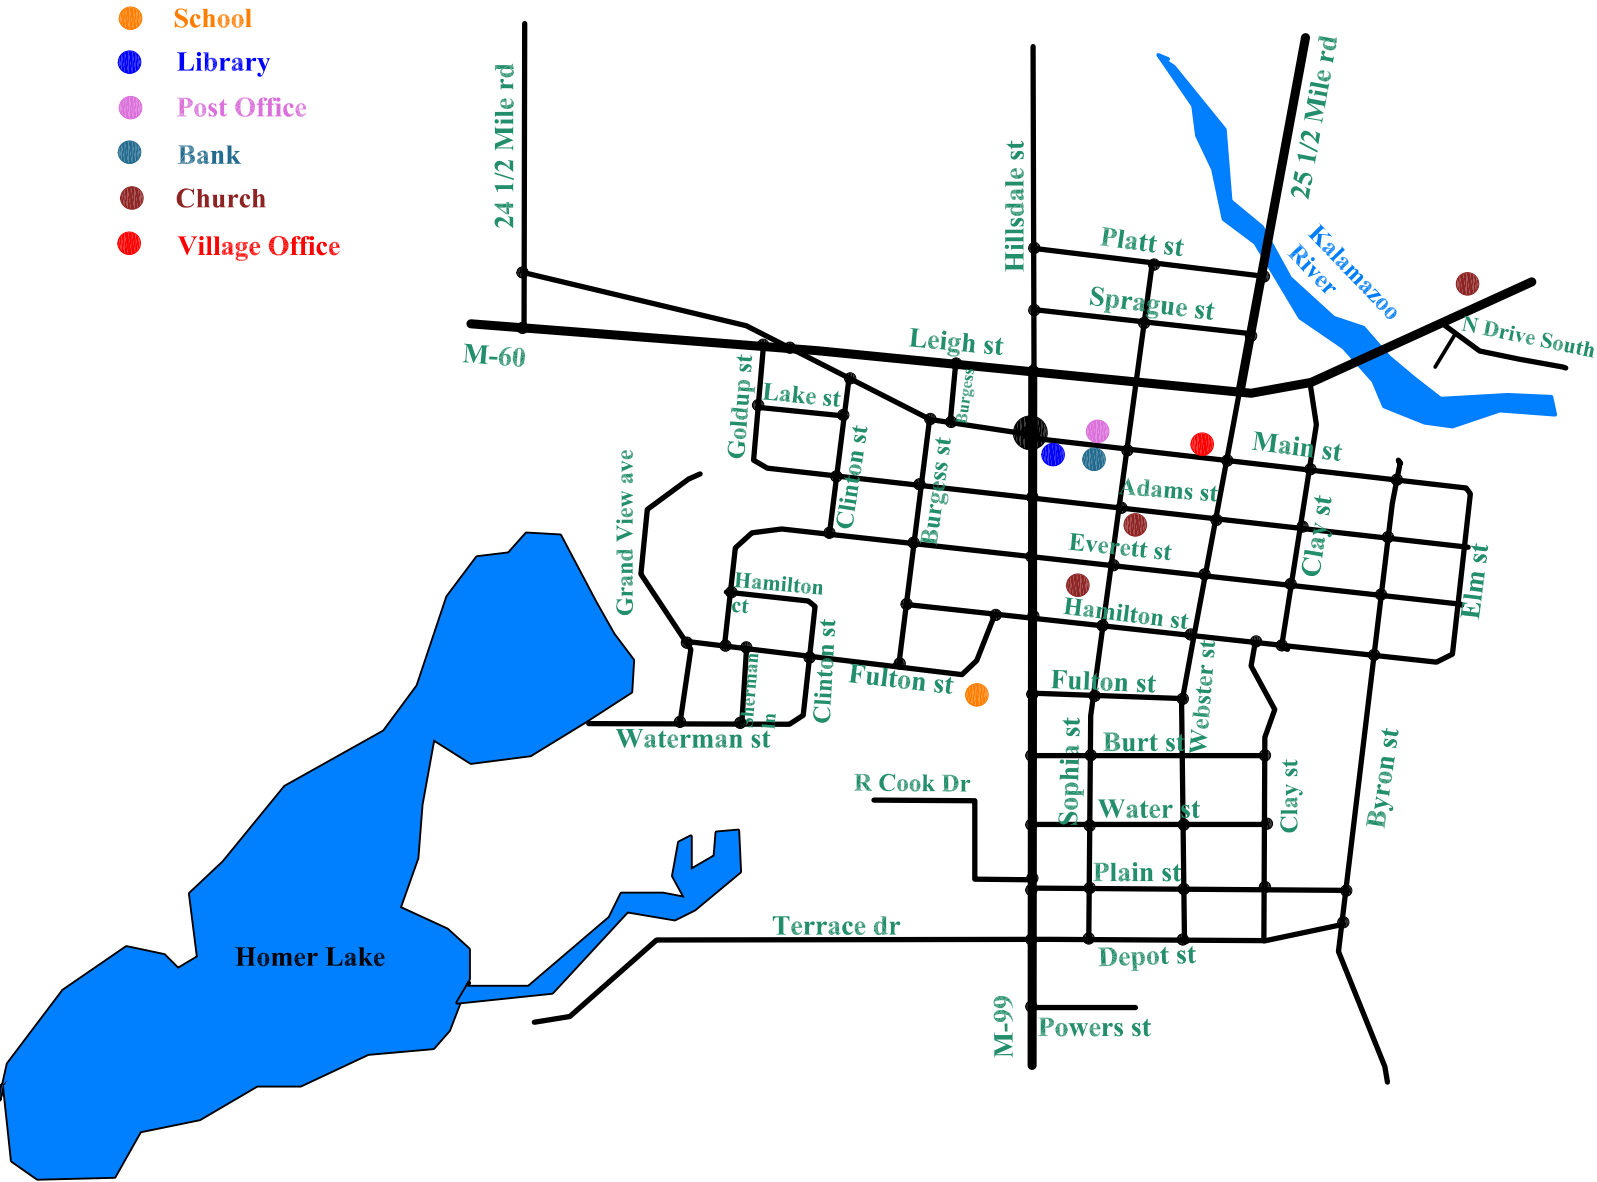 School
Library
Post Office
Bank
Church
Village Office
24 1/2 Mile rd
Hillsdale st
25 1/2 Mile rd
Kalamazoo
River
Platt st
Sprague st
N Drive South
M-60
Leigh st
Goldup st
Lake st
Burgess
Clinton st
Burgess st
Main st
Adams st
Grand View ave
Everett st
Clay st
Elm st
Hamilton
ct
Hamilton st
Sherman
ln
Clinton st
Fulton st
Fulton st
Webster st
Waterman st
Sophia st
Burt st
Byron st
R Cook Dr
Water st
Clay st
Plain st
Terrace dr
Depot st
Homer Lake
M-99
Powers st